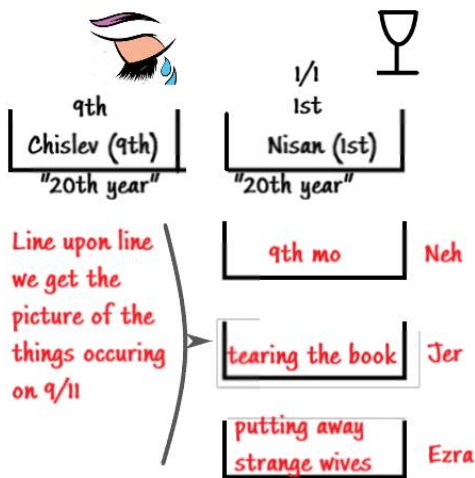 9th
Chislev (9th)
"20th year"
1/1
1st
Nisan (1st)
"20th year"
Line upon line
we get the
picture of the
things occuring
on 9/11
9th mo
Neh
tearing the book
Jer
putting away
strange wives
Ezra